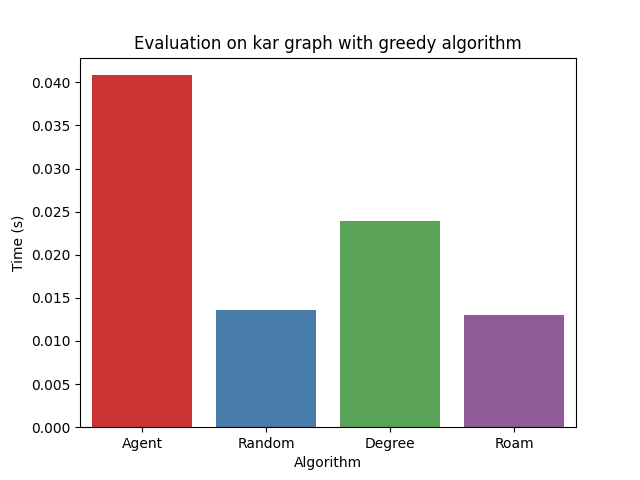 Evaluation on kar graph with greedy algorithm
0.040
0.035
0.030
0.025
0.020
0.015
0.010
0.005
0.000
Time (s)
Agent Random Degree Roam
Algorithm